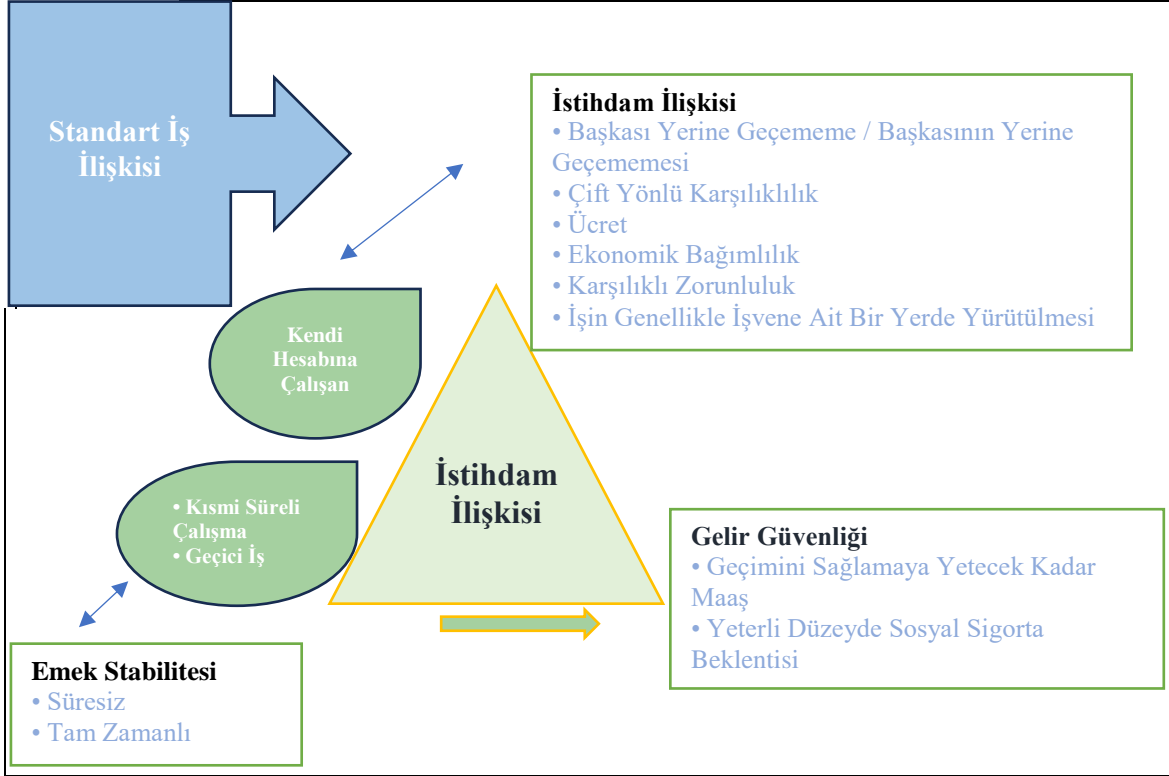 Standart İş
İlişkisi
İstihdam İlişkisi
• Başkası Yerine Geçememe / Başkasının Yerine
Geçememesi
• Çift Yönlü Karşılıklılık
• Ücret
• Ekonomik Bağımlılık
• Karşılıklı Zorunluluk
• İşin Genellikle İşvene Ait Bir Yerde Yürütülmesi
Kendi
Hesabına
Çalışan
• Kısmi Süreli
Çalışma
• Geçici İş
İstihdam
İlişkisi
Gelir Güvenliği
• Geçimini Sağlamaya Yetecek Kadar
Maaş
• Yeterli Düzeyde Sosyal Sigorta
Beklentisi
Emek Stabilitesi
• Süresiz
• Tam Zamanlı